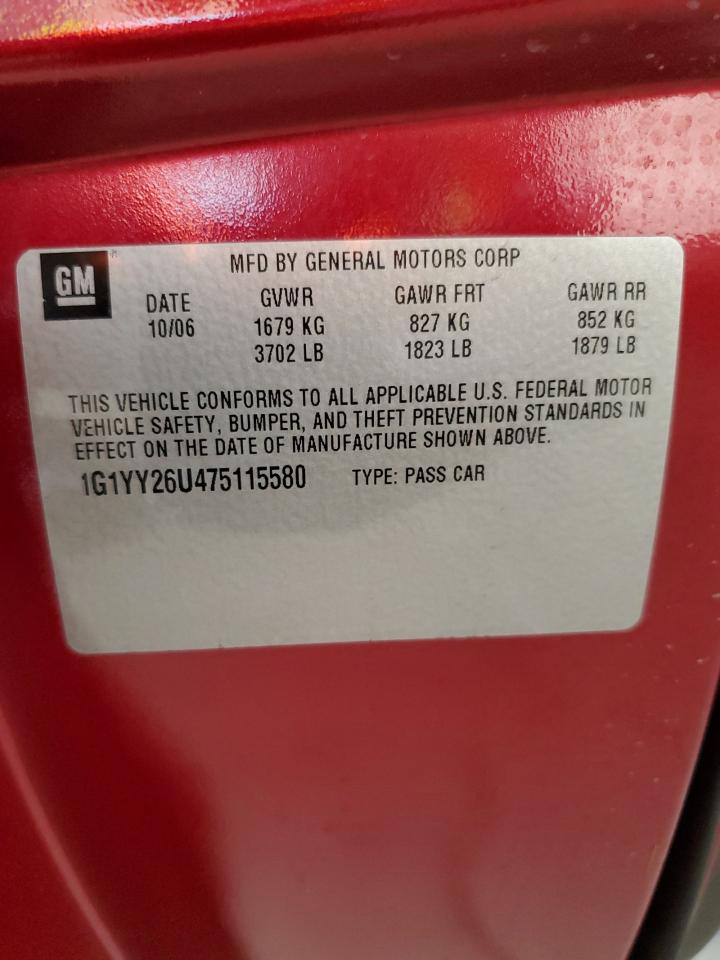 GM
MFD BY GENERAL MOTORS CORP
DATE GVWR GAWR FRT GAWR RR
10/06 1679 KG 827 KG 852 KG
3702 LB 1823 LB 1879 LB
THIS VEHICLE CONFORMS TO ALL APPLICABLE U.S. FEDERAL MOTOR
VEHICLE SAFETY, BUMPER, AND THEFT PREVENTION STANDARDS IN
EFFECT ON THE DATE OF MANUFACTURE SHOWN ABOVE.
1G1YY26U475115580 TYPE: PASS CAR